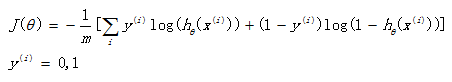 J(θ) = − 1/m [∑_i y^(i) log(h_θ(x^(i))) + (1 − y^(i)) log(1 − h_θ(x^(i)))]
y^(i) = 0,1